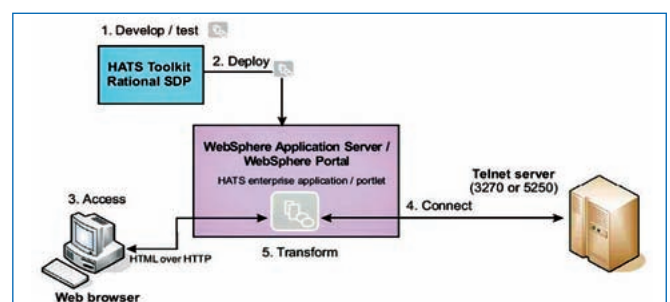 1. Develop / test
HATS Toolkit
Rational SDP
2. Deploy
WebSphere Application Server /
WebSphere Portal
HATS enterprise application / portlet
Telnet server
(3270 or 5250)
3. Access
4. Connect
HTML over HTTP
5. Transform
Web browser